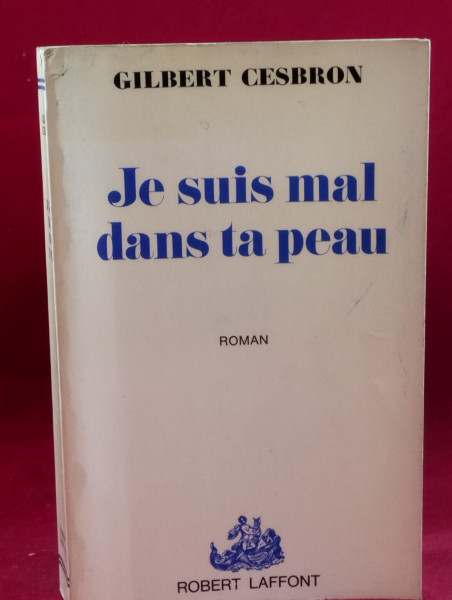 GILBERT CESBRON
Je suis mal
dans ta peau
ROMAN
ROBERT LAFFONT